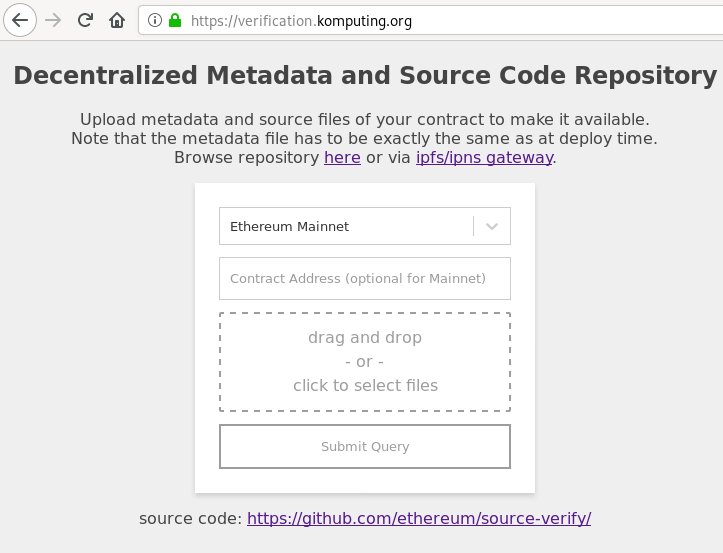 https://verification.komputing.org
Decentralized Metadata and Source Code Repository
Upload metadata and source files of your contract to make it available.
Note that the metadata file has to be exactly the same as at deploy time.
Browse repository here or via ipfs/ipns gateway.
Ethereum Mainnet
Contract Address (optional for Mainnet)
drag and drop
- or -
click to select files
Submit Query
source code: https://github.com/ethereum/source-verify/